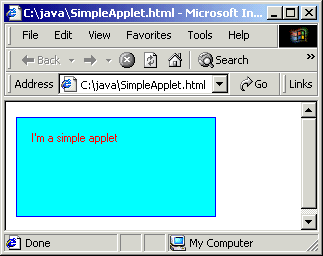 C:\java\SimpleApplet.html - Microsoft In...
File Edit View Favorites Tools Help
Back Search »
Address C:\java\SimpleApplet.html Go Links
I'm a simple applet
Done My Computer